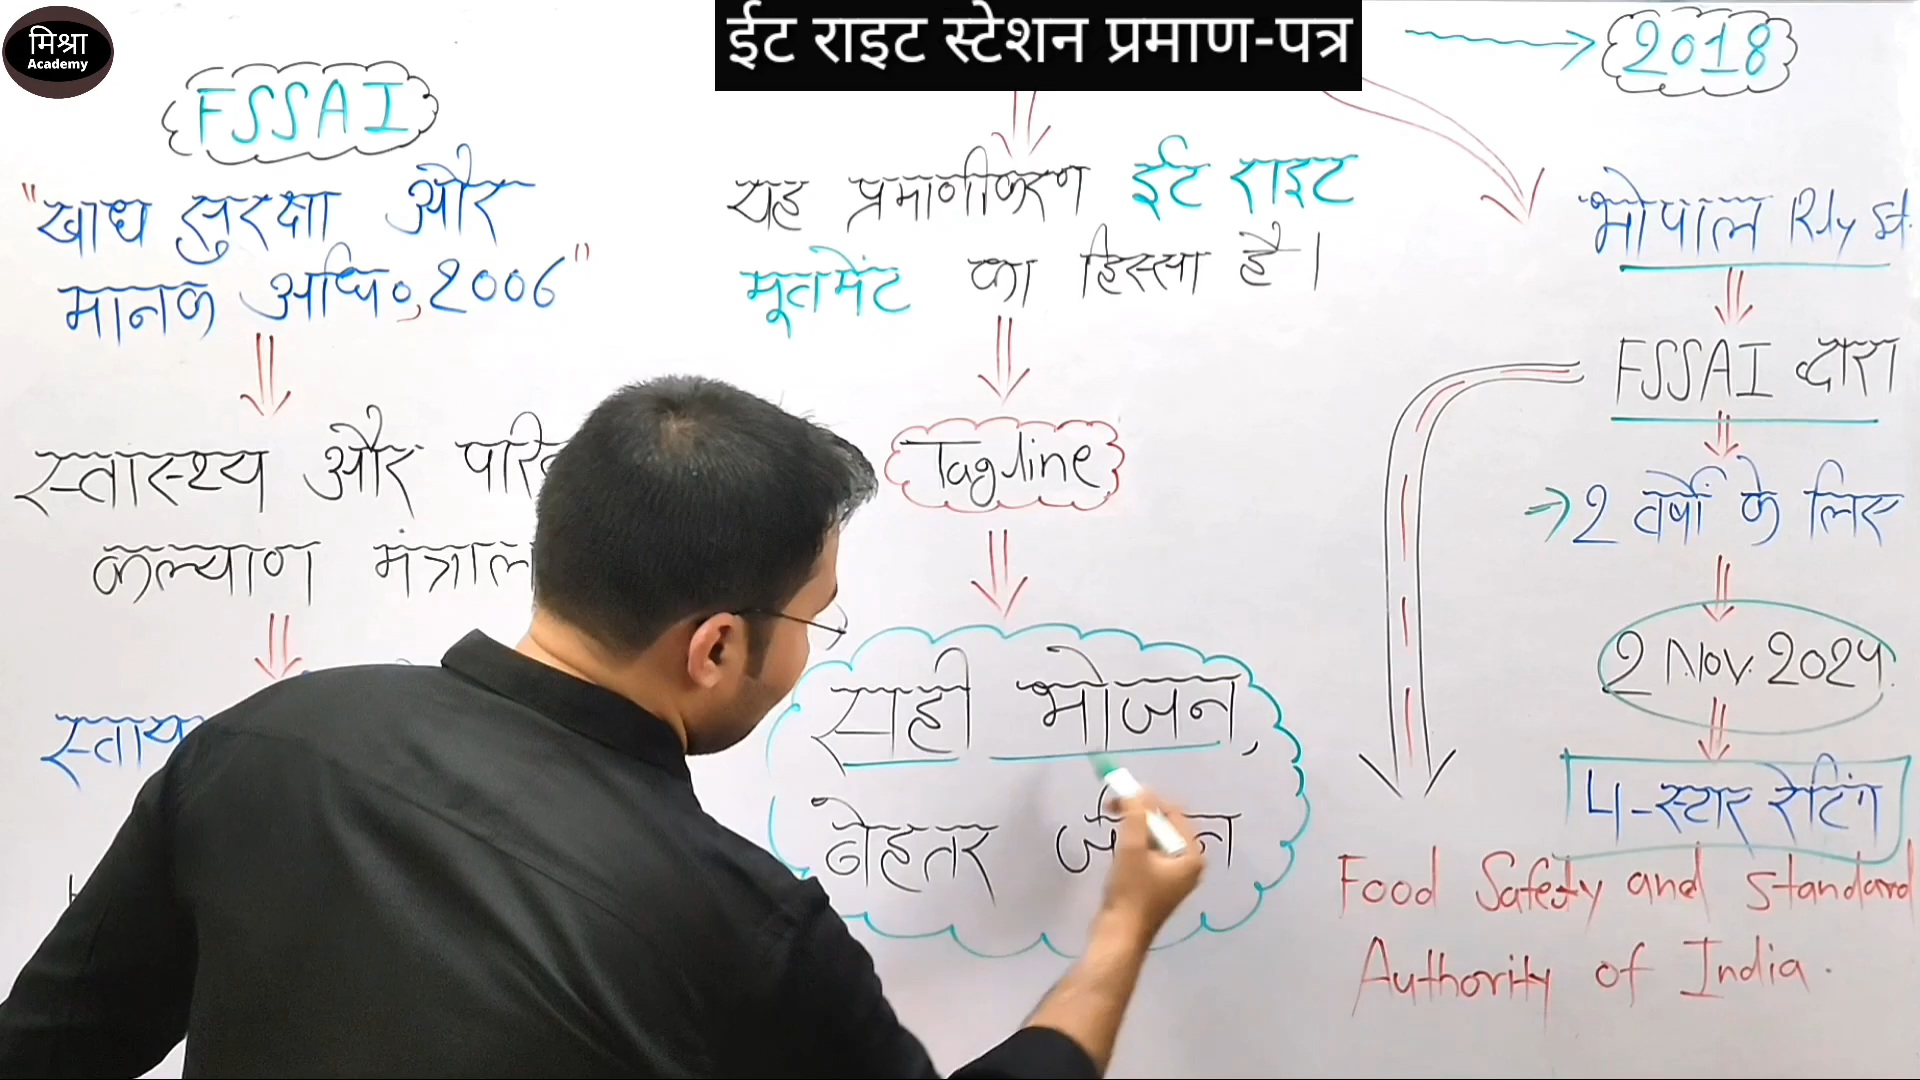 मिश्रा
Academy
ईट राइट स्टेशन प्रमाण-पत्र
2018
FSSAI
"खाद्य सुरक्षा और
मानक अधि०, 2006"
स्वास्थ्य और
कल्याण
यह प्रमाणीकरण ईट राइट
मूवमेंट का हिस्सा है।
Tagline
सही भोजन,
बेहतर
भोपाल Rly st.
FSSAI द्वारा
→ 2 वर्षों के लिए
2 Nov. 2024
4-स्टार रेटिंग
Food Safety and Standard
Authority of India.